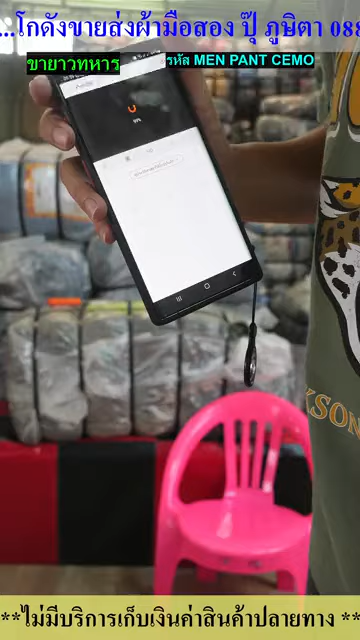 ...โกดังขายส่งผ้ามือสอง ปุ๊ ภูษิตา 088
ขายาวทหาร
รหัส MEN PANT CEMO
99%
KSON
**ไม่มีบริการเก็บเงินค่าสินค้าปลายทาง **